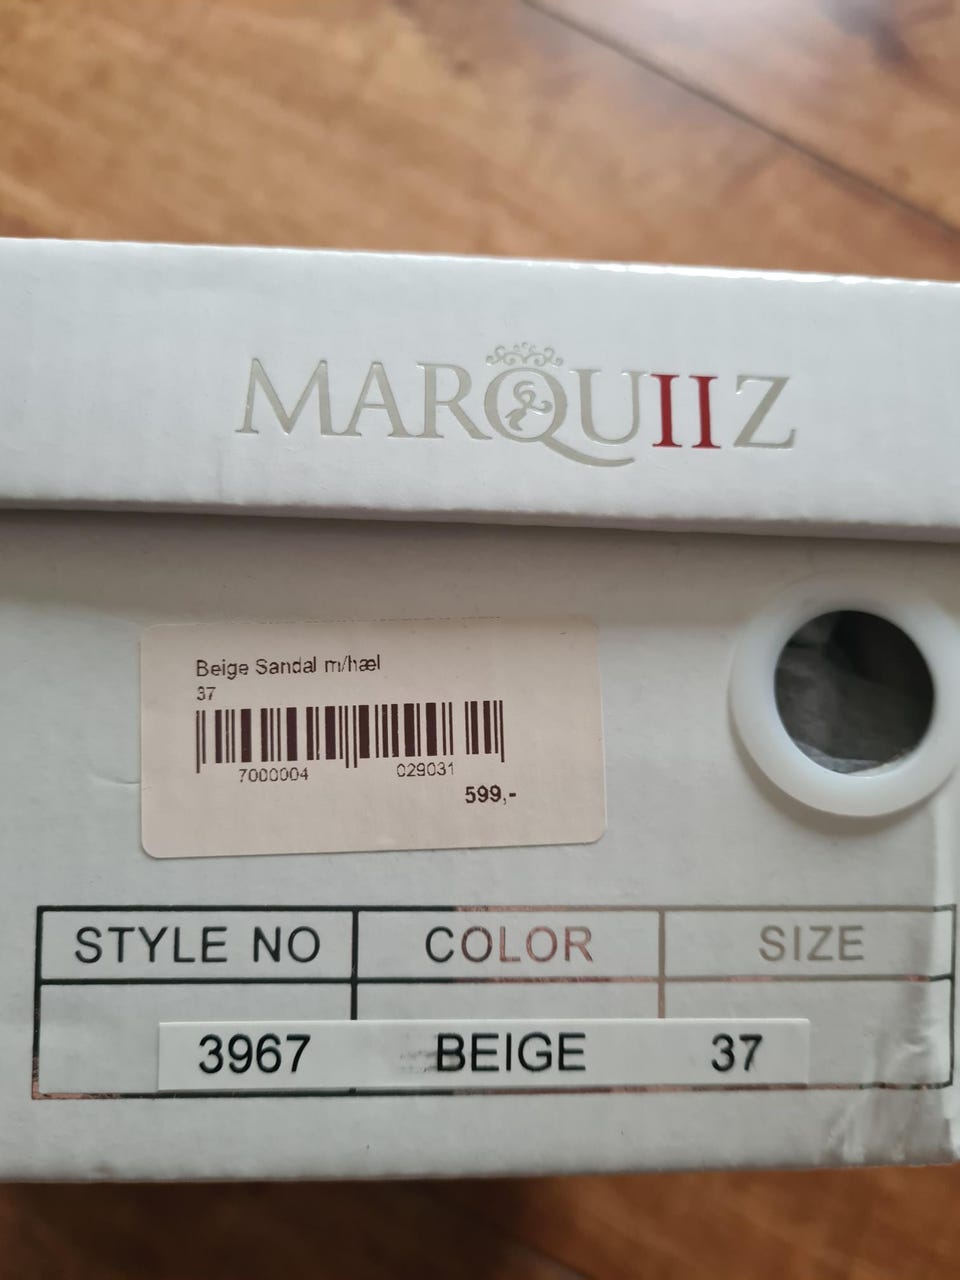 MARQUIIZ
Beige Sandal m/hæl
37
7000004 029031
599,-
STYLE NO COLOR SIZE
3967 BEIGE 37